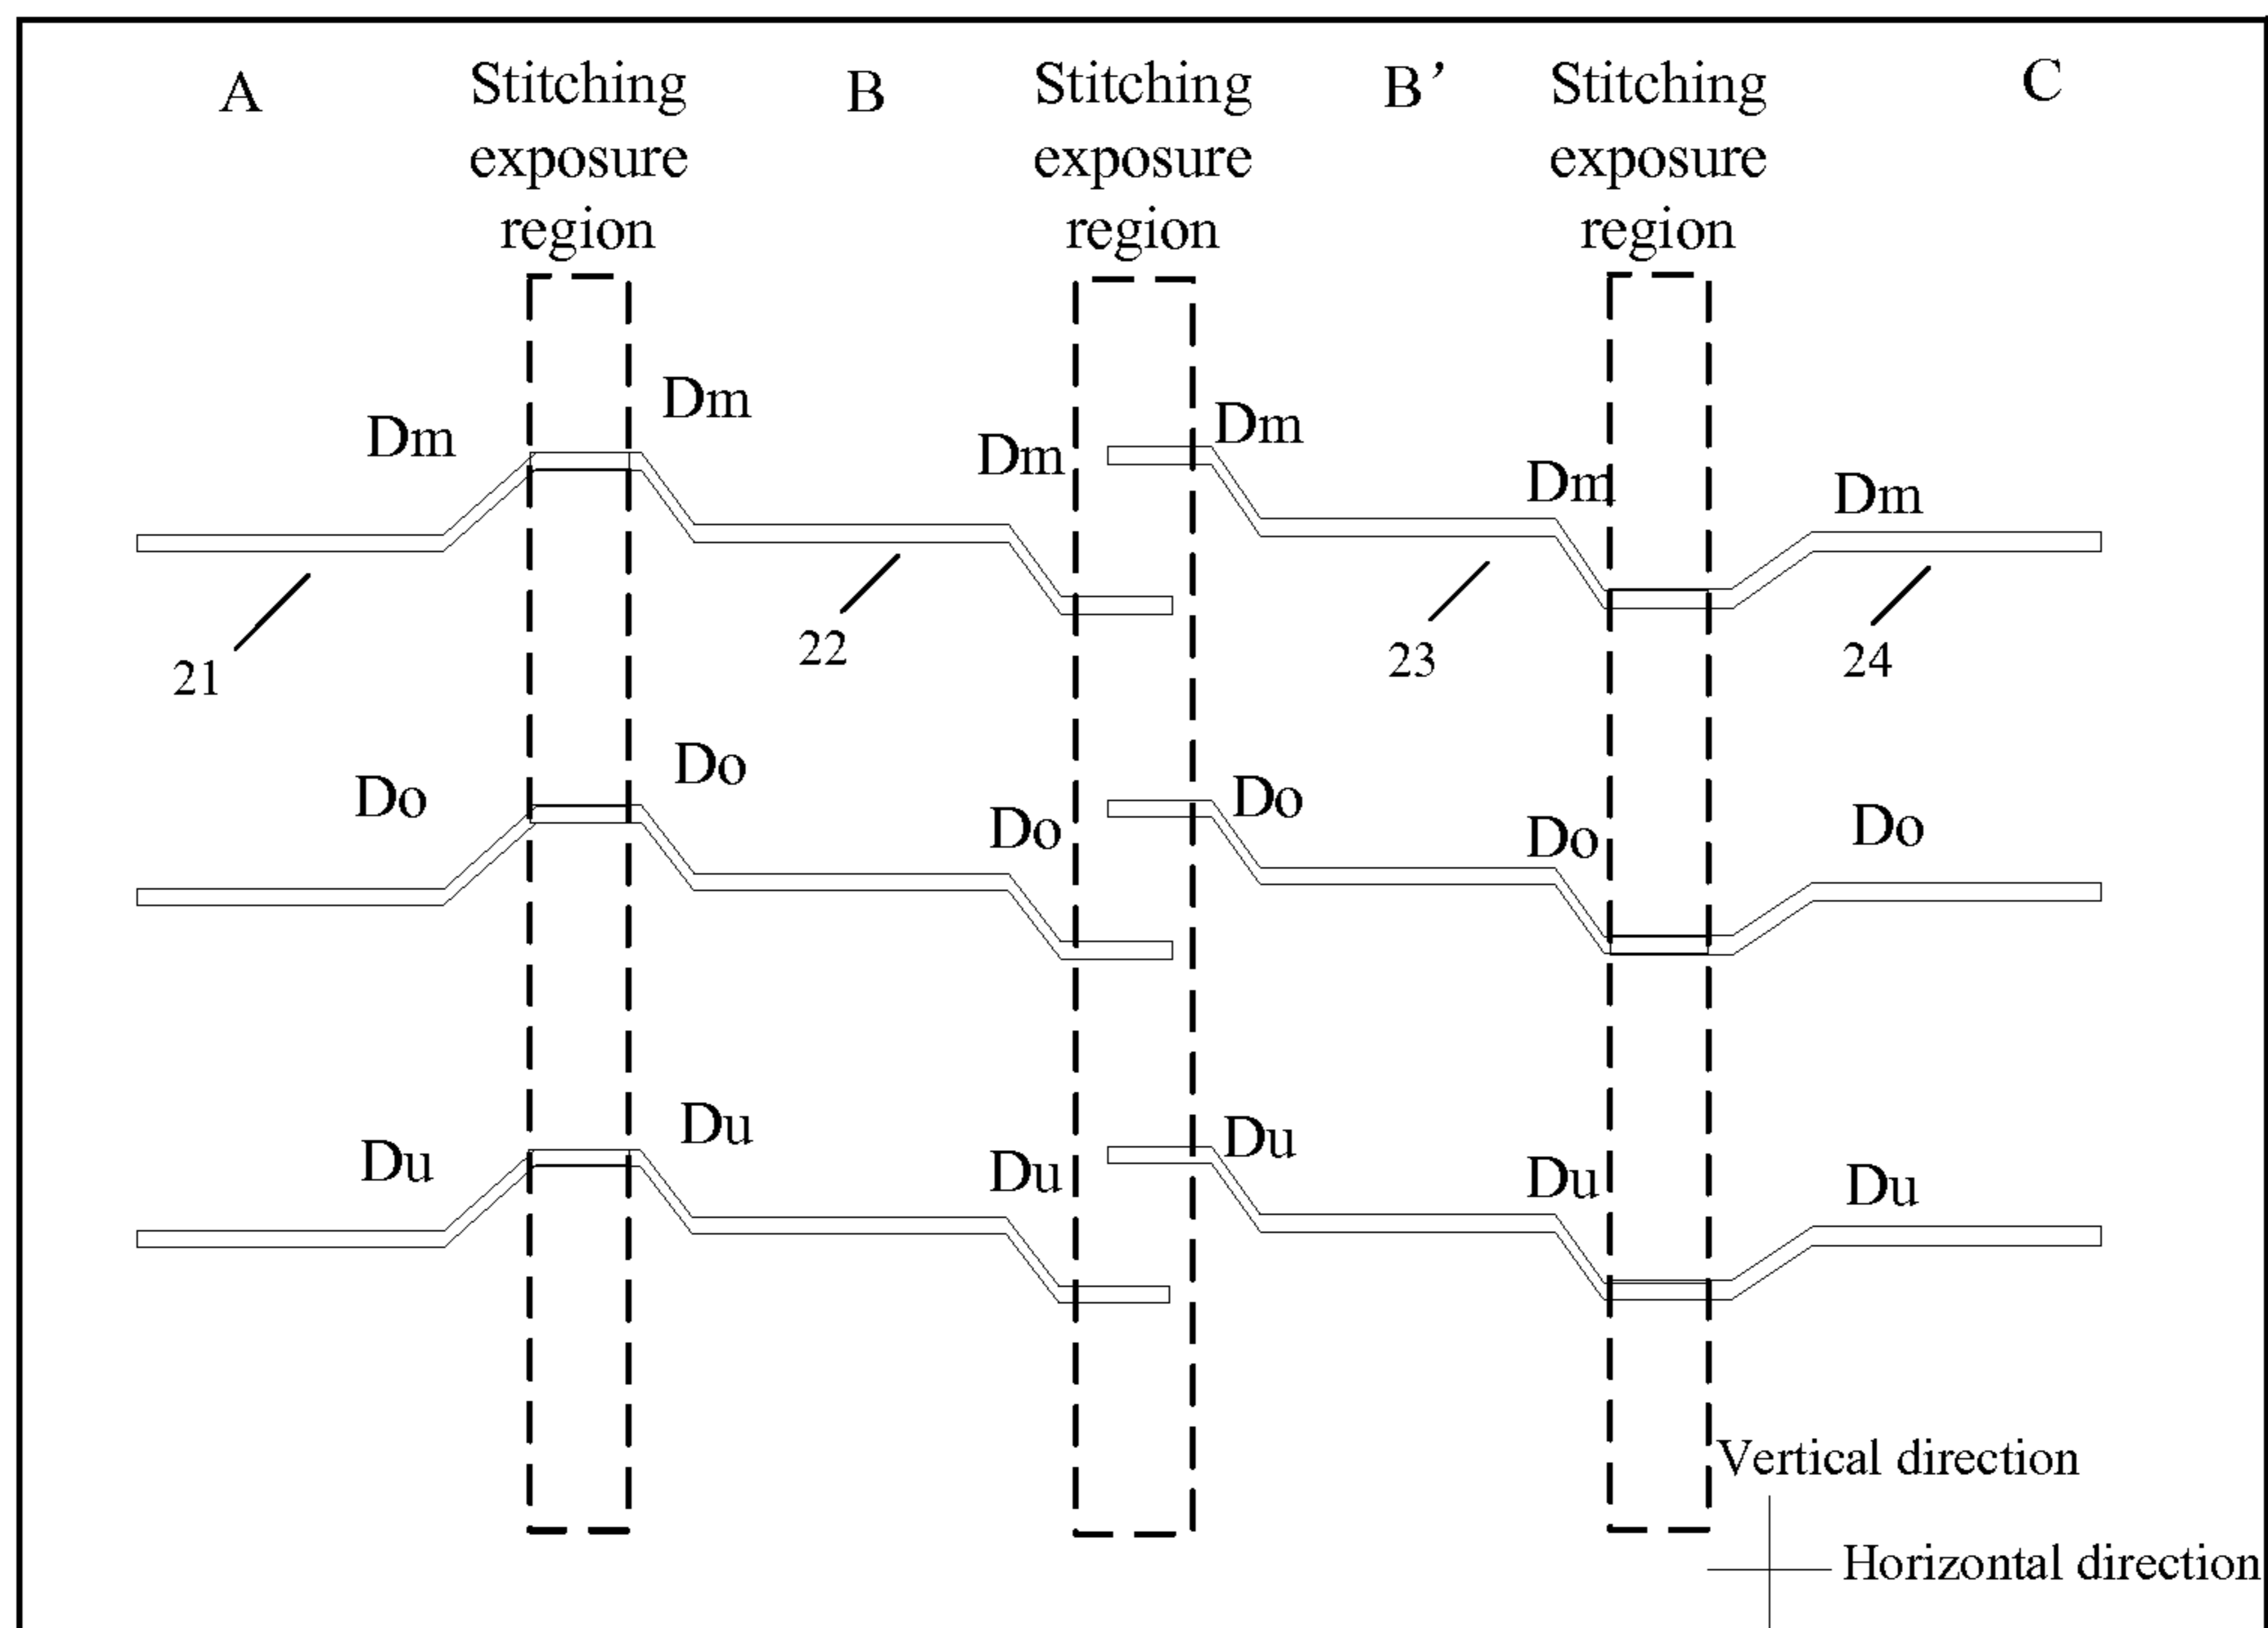 A
Stitching
exposure
region
B
Stitching
exposure
region
B’
Stitching
exposure
region
C
Dm
Dm
Dm
Dm
Dm
Dm
21
22
23
24
Do
Do
Do
Do
Do
Do
Du
Du
Du
Du
Du
Du
Vertical direction
Horizontal direction